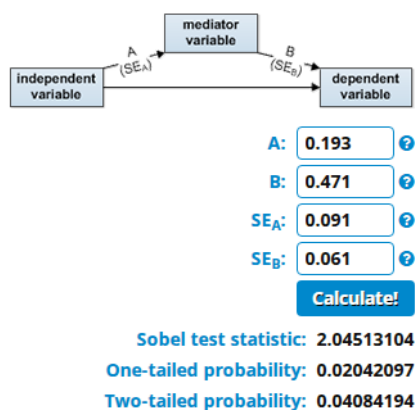 mediator
variable
A
(SEA)
B
(SEB)
independent
variable
dependent
variable
A: 0.193 ?
B: 0.471 ?
SEA: 0.091 ?
SEB: 0.061 ?
Calculate!
Sobel test statistic: 2.04513104
One-tailed probability: 0.02042097
Two-tailed probability: 0.04084194